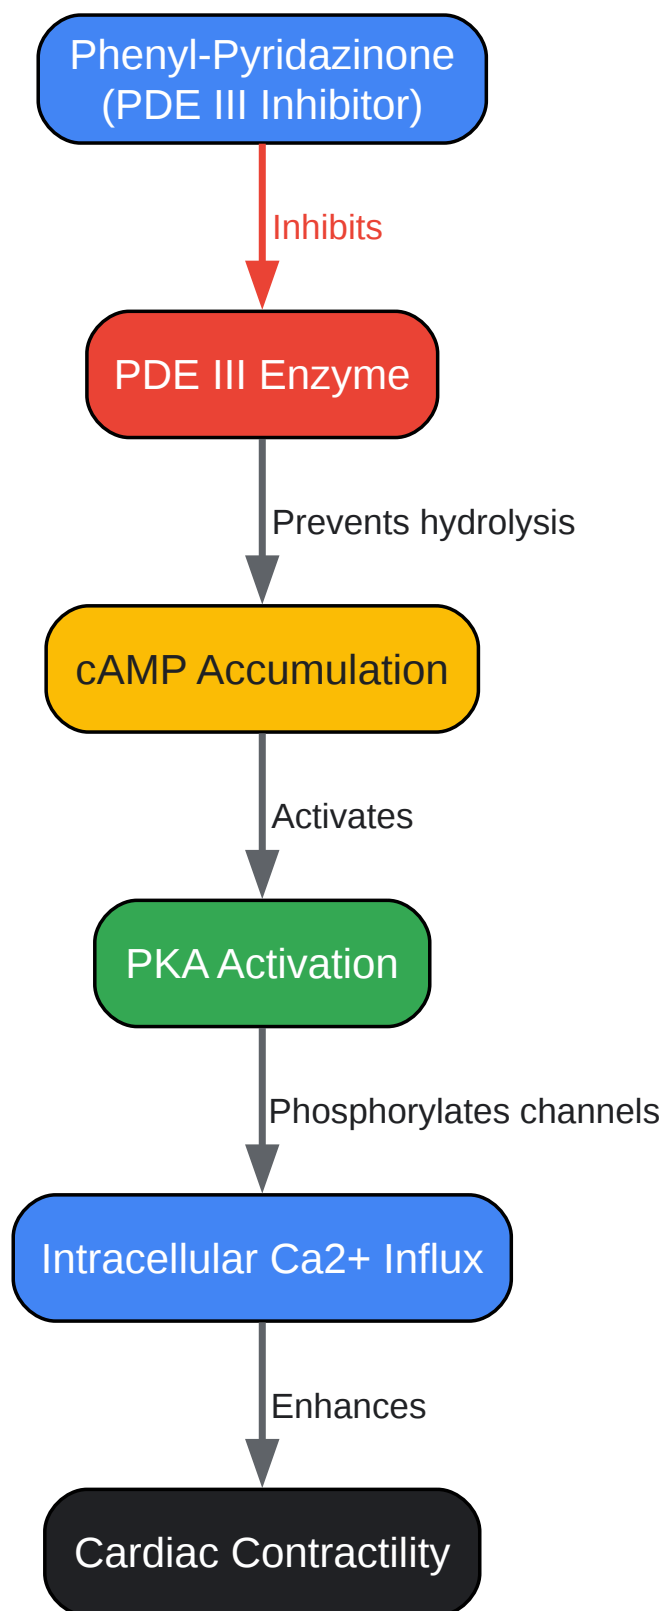 Phenyl-Pyridazinone
(PDE III Inhibitor)
Inhibits
PDE III Enzyme
Prevents hydrolysis
cAMP Accumulation
Activates
PKA Activation
Phosphorylates channels
Intracellular Ca2+ Influx
Enhances
Cardiac Contractility